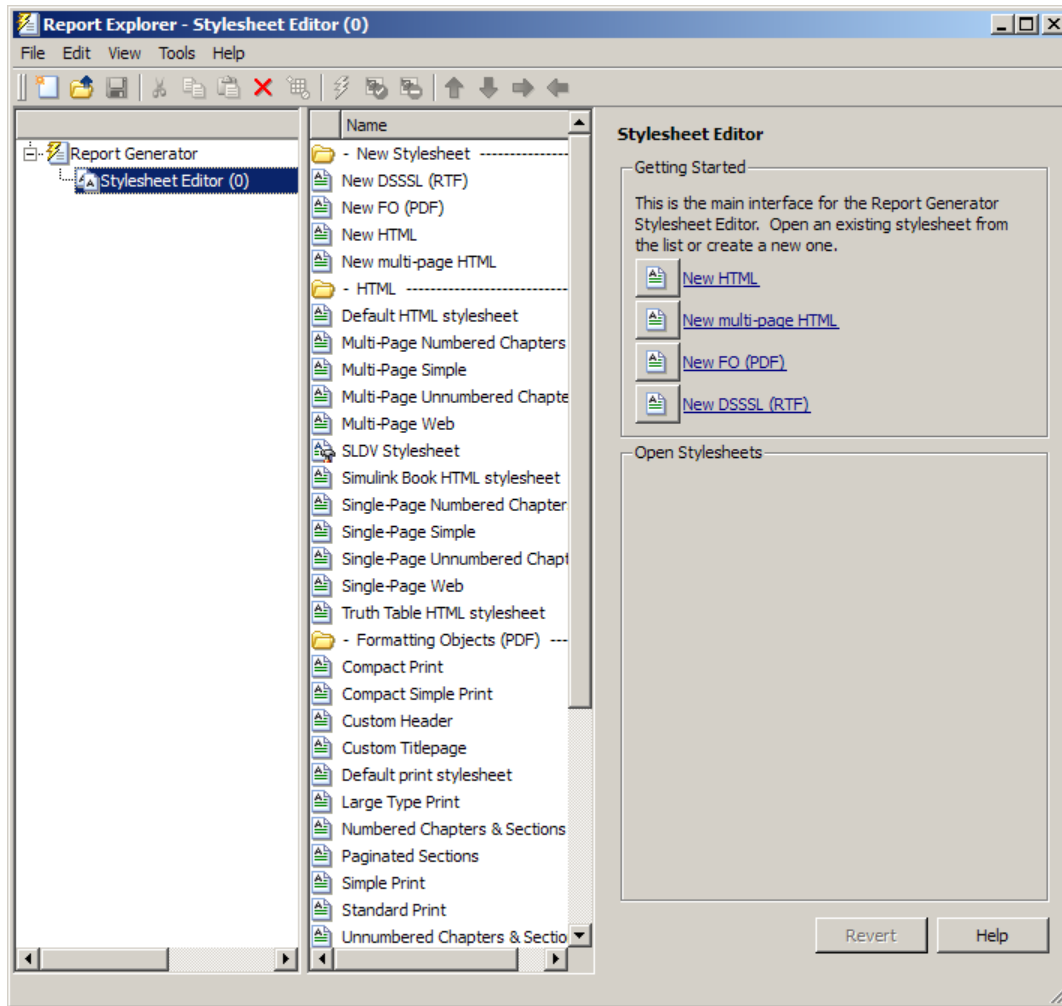 Report Explorer - Stylesheet Editor (0)
File Edit View Tools Help
Report Generator
Stylesheet Editor (0)
Name
- New Stylesheet ---------------
New DSSSL (RTF)
New FO (PDF)
New HTML
New multi-page HTML
- HTML ---------------------------
Default HTML stylesheet
Multi-Page Numbered Chapters
Multi-Page Simple
Multi-Page Unnumbered Chapte
Multi-Page Web
SLDV Stylesheet
Simulink Book HTML stylesheet
Single-Page Numbered Chapter
Single-Page Simple
Single-Page Unnumbered Chapt
Single-Page Web
Truth Table HTML stylesheet
- Formatting Objects (PDF) ---
Compact Print
Compact Simple Print
Custom Header
Custom Titlepage
Default print stylesheet
Large Type Print
Numbered Chapters & Sections
Paginated Sections
Simple Print
Standard Print
Unnumbered Chapters & Sectio
Stylesheet Editor
Getting Started
This is the main interface for the Report Generator
Stylesheet Editor. Open an existing stylesheet from
the list or create a new one.
New HTML
New multi-page HTML
New FO (PDF)
New DSSSL (RTF)
Open Stylesheets
Revert
Help